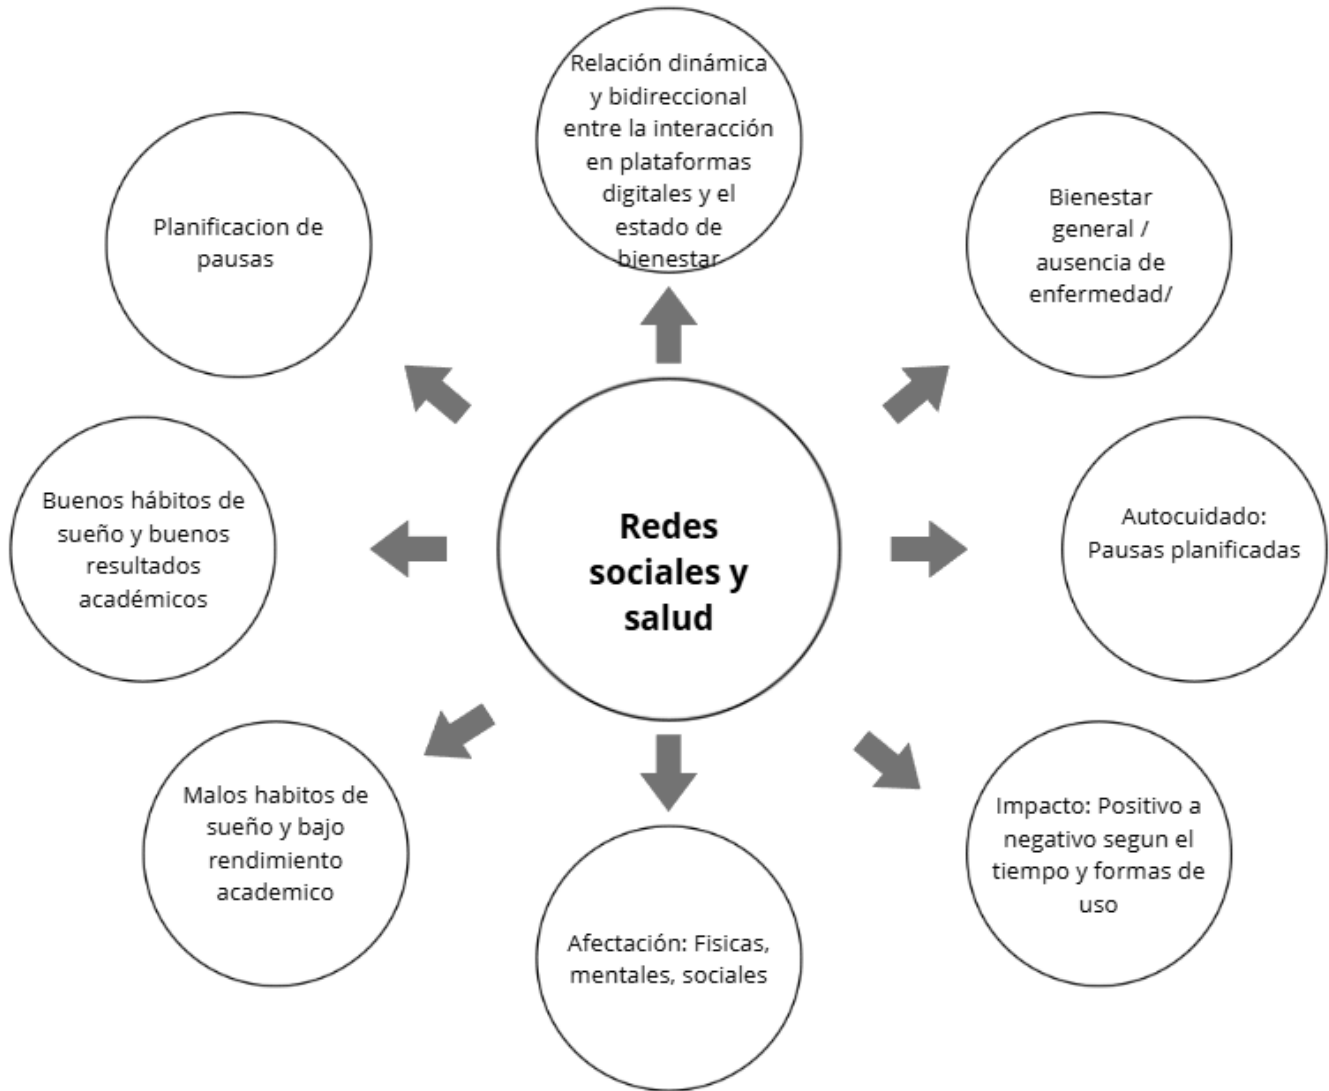 Relación dinámica
y bidireccional
entre la interacción
en plataformas
digitales y el
estado de
bienestar
Bienestar
general /
ausencia de
enfermedad/
Autocuidado:
Pausas planificadas
Impacto: Positivo a
negativo segun el
tiempo y formas de
uso
Afectación: Fisicas,
mentales, sociales
Malos habitos de
sueño y bajo
rendimiento
academico
Buenos hábitos de
sueño y buenos
resultados
académicos
Planificacion de
pausas
Redes
sociales y
salud